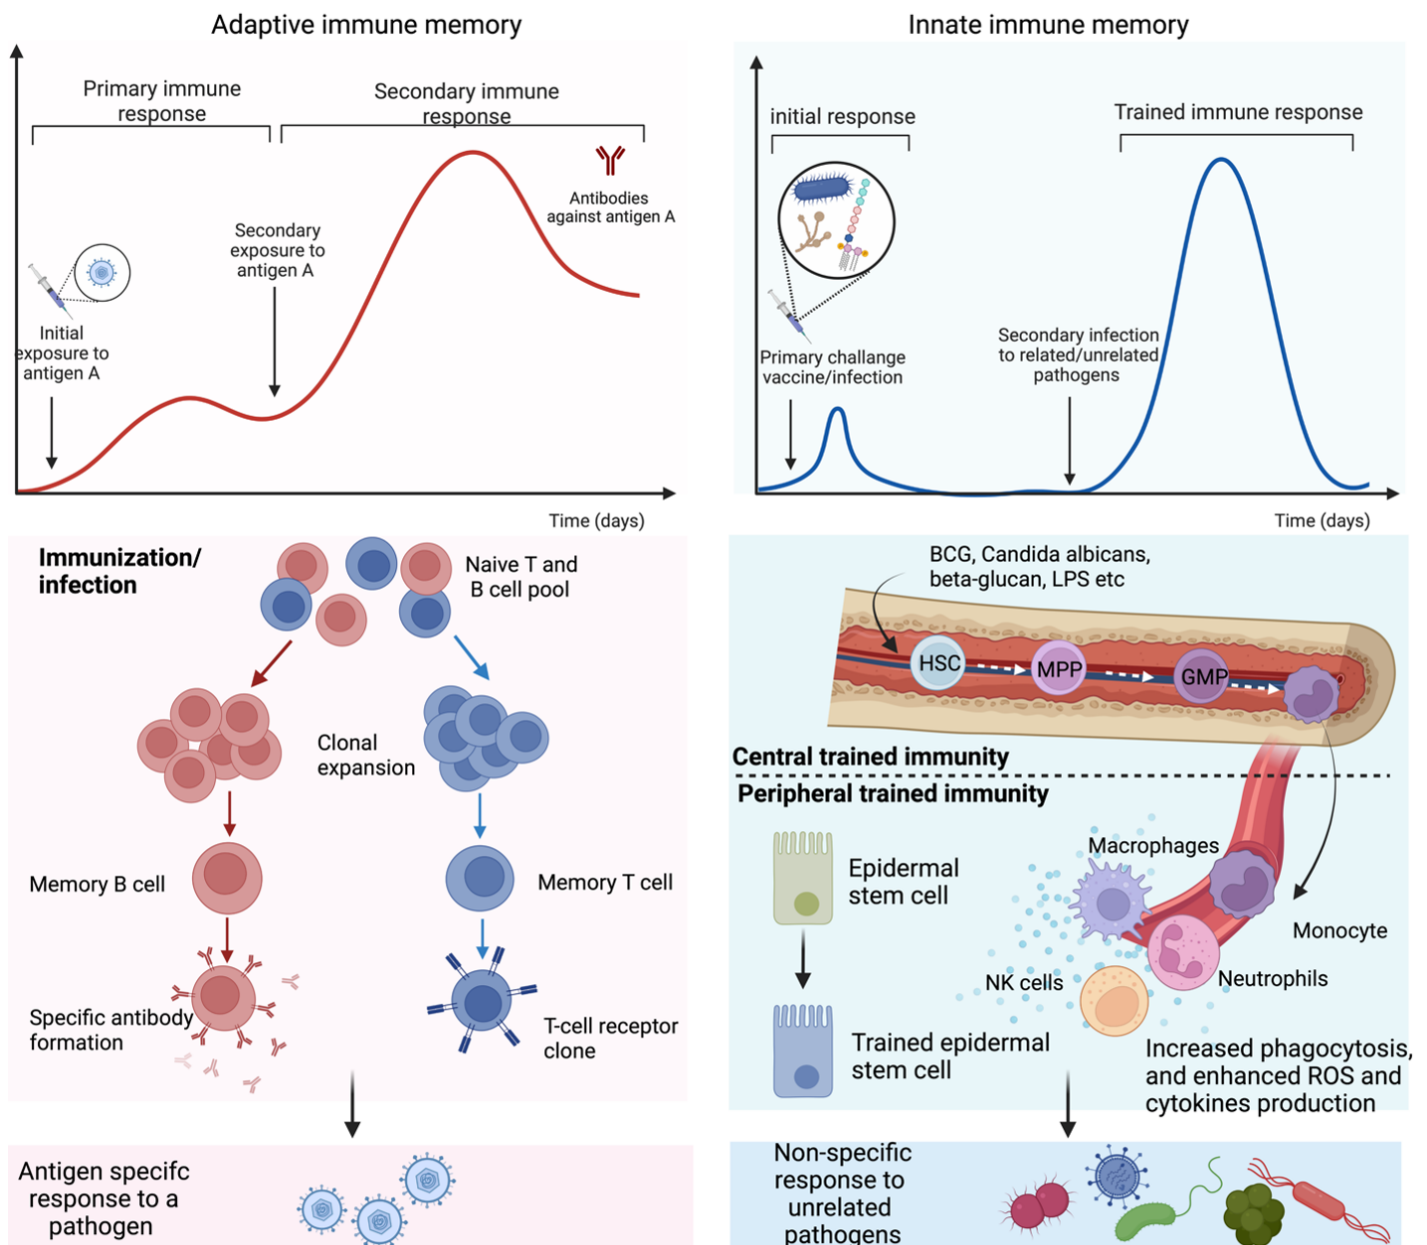 Adaptive immune memory
Primary immune
response
Secondary immune
response
Antibodies
against antigen A
Secondary
exposure to
antigen A
Initial
exposure to
antigen A
Time (days)
Innate immune memory
initial response
Trained immune response
Primary challange
vaccine/infection
Secondary infection
to related/unrelated
pathogens
Time (days)
Immunization/
infection
Naive T and
B cell pool
Clonal
expansion
Memory B cell
Memory T cell
Specific antibody
formation
T-cell receptor
clone
Antigen specifc
response to a
pathogen
BCG, Candida albicans,
beta-glucan, LPS etc
HSC
MPP
GMP
Central trained immunity
Peripheral trained immunity
Macrophages
Epidermal
stem cell
Monocyte
Neutrophils
NK cells
Trained epidermal
stem cell
Increased phagocytosis,
and enhanced ROS and
cytokines production
Non-specific
response to
unrelated
pathogens